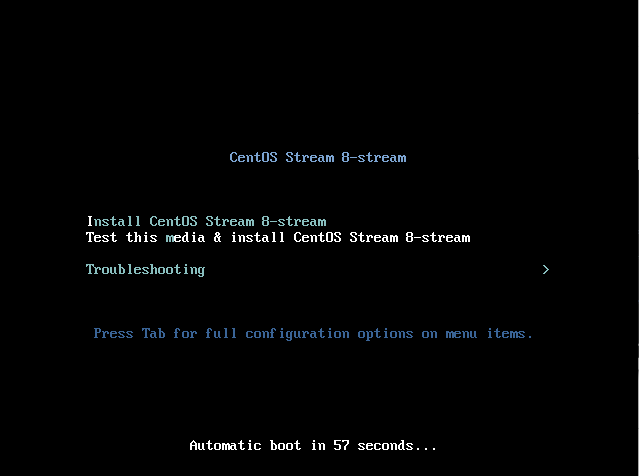 CentOS Stream 8-stream
Install CentOS Stream 8-stream
Test this media & install CentOS Stream 8-stream
Troubleshooting >
Press Tab for full configuration options on menu items.
Automatic boot in 57 seconds...